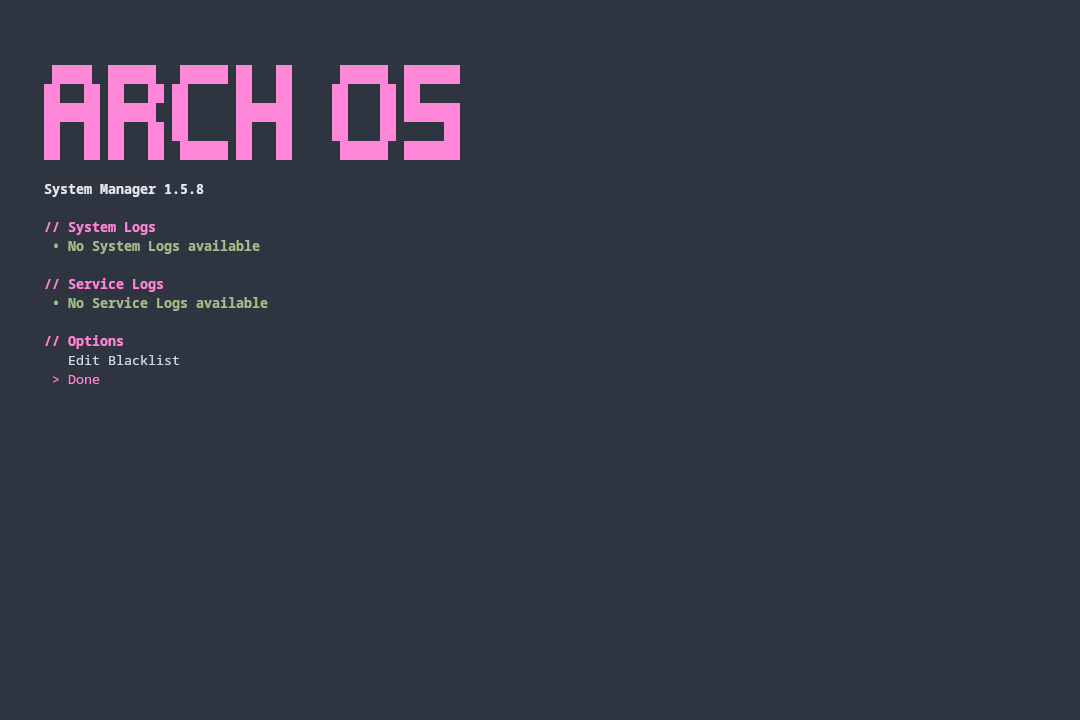 ARCH OS
System Manager 1.5.8
// System Logs
• No System Logs available
// Service Logs
• No Service Logs available
// Options
Edit Blacklist
> Done